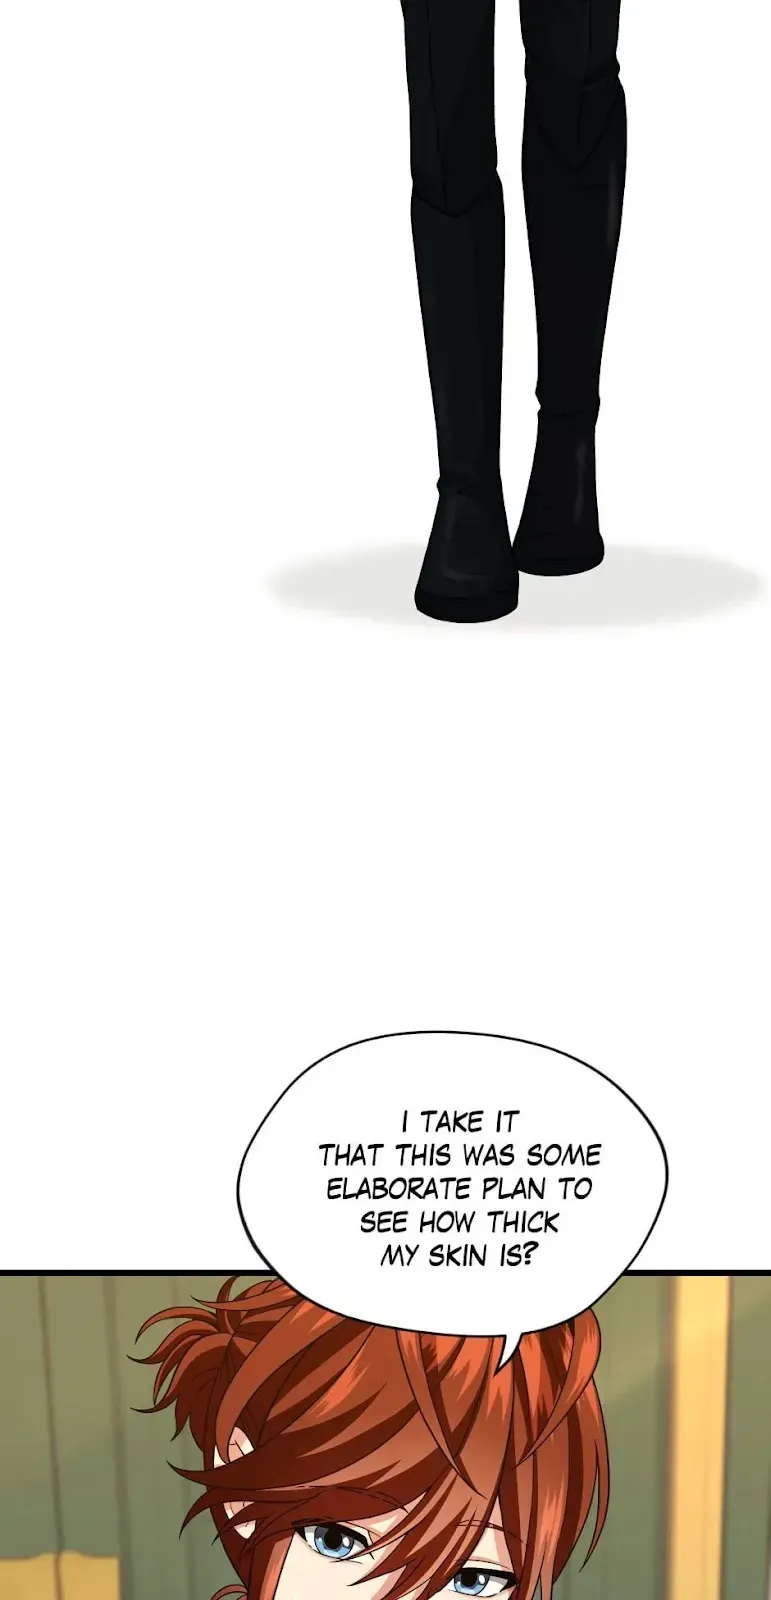 I TAKE IT
THAT THIS WAS SOME
ELABORATE PLAN TO
SEE HOW THICK
MY SKIN IS?